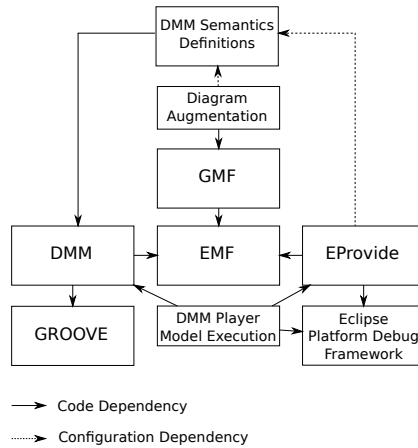 DMM Semantics
Definitions
Diagram
Augmentation
GMF
DMM
EMF
EProvide
GROOVE
DMM Player
Model Execution
Eclipse
Platform Debug
Framework
Code Dependency
Configuration Dependency